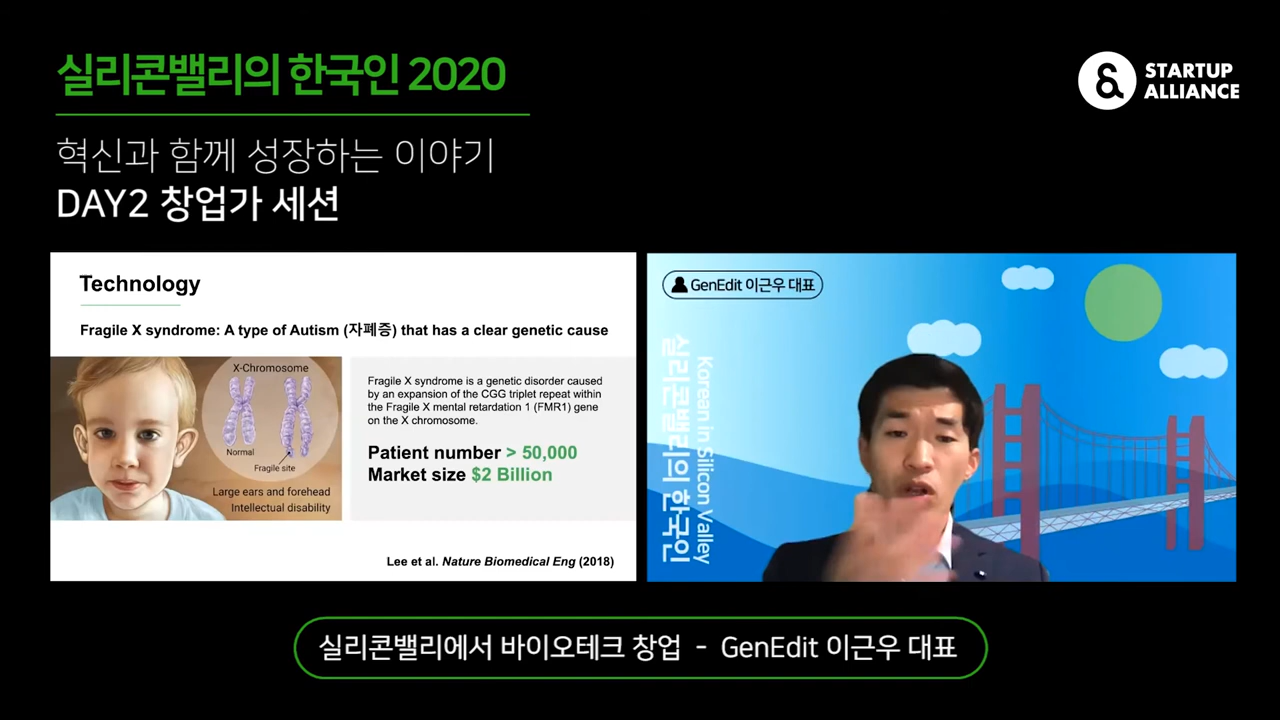 실리콘밸리의 한국인 2020
STARTUP
ALLIANCE
혁신과 함께 성장하는 이야기
DAY2 창업가 세션
Technology
Fragile X syndrome: A type of Autism (자폐증) that has a clear genetic cause
X-Chromosome
Normal
Fragile site
Large ears and forehead
Intellectual disability
Fragile X syndrome is a genetic disorder caused
by an expansion of the CGG triplet repeat within
the Fragile X mental retardation 1 (FMR1) gene
on the X chromosome.
Patient number > 50,000
Market size $2 Billion
Lee et al. Nature Biomedical Eng (2018)
GenEdit 이근우 대표
Korean in Silicon Valley
실리콘밸리의 한국인
실리콘밸리에서 바이오테크 창업 - GenEdit 이근우 대표